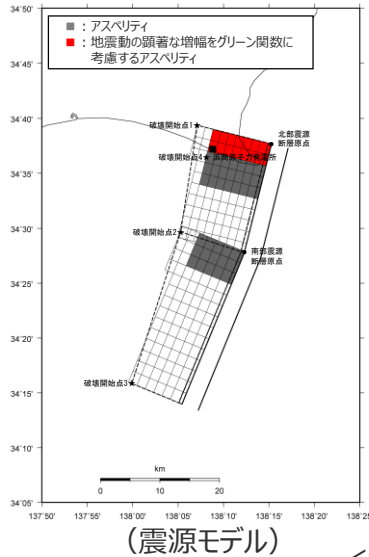 34°50'
■ : アスペリティ
■ : 地震動の顕著な増幅をグリーン関数に
考慮するアスペリティ
34°45'
34°40'
破壊開始点1
北部震源
断層原点
破壊開始点4
浜岡原子力発電所
34°35'
34°30'
破壊開始点2
南部震源
断層原点
34°25'
34°20'
34°15'
破壊開始点3
34°10'
km
0 10 20
34°05'
137°50' 137°55' 138°00' 138°05' 138°10' 138°15' 138°20' 138°25'
(震源モデル)